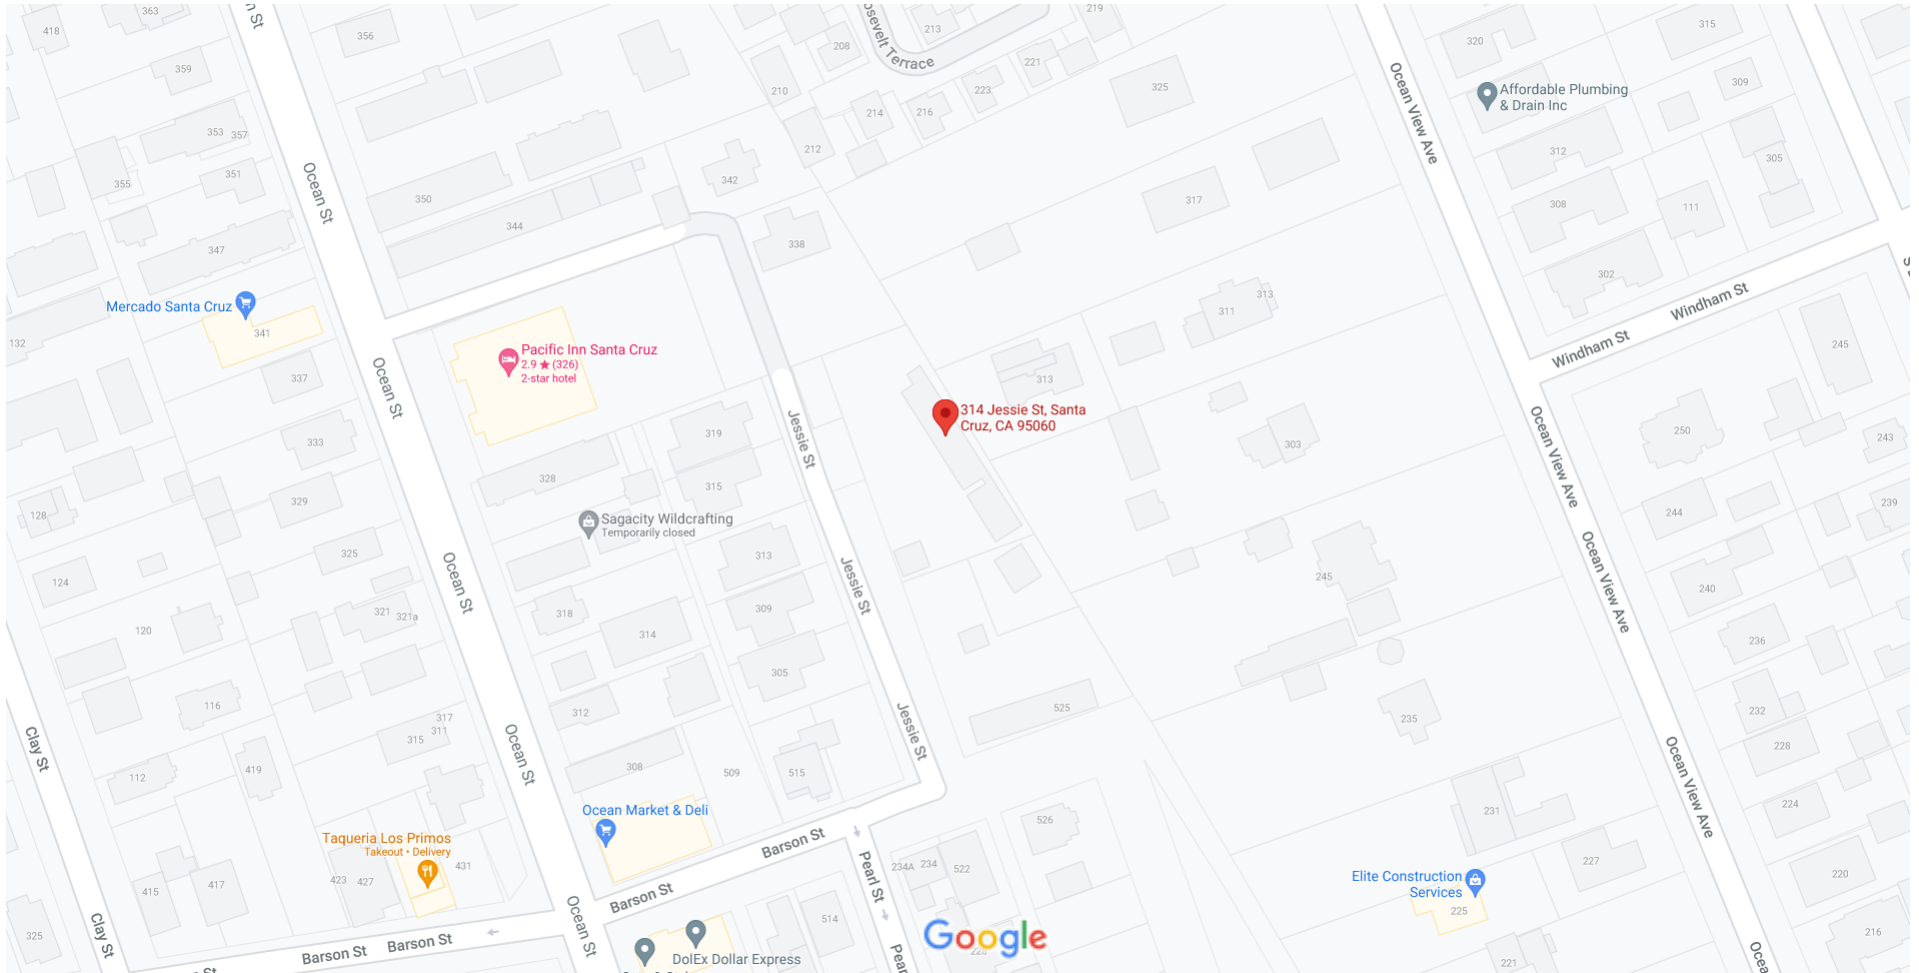 418
363
n St
356
359
208
osevelt Terrace
213
219
221
210
223
214
216
325
320
315
Ocean View Ave
Affordable Plumbing
& Drain Inc
309
353
357
212
312
305
355
351
Ocean St
350
342
317
308
111
347
344
338
302
Windham St
Mercado Santa Cruz
341
132
311
313
Windham St
245
Pacific Inn Santa Cruz
2.9 ★ (326)
2-star hotel
337
Ocean St
313
Jessie St
314 Jessie St, Santa
Cruz, CA 95060
333
319
303
Ocean View Ave
250
243
328
315
329
128
Sagacity Wildcrafting
Temporarily closed
244
239
325
313
124
Ocean St
Jessie St
245
Ocean View Ave
240
318
309
321
321a
120
314
236
305
116
312
525
235
232
317
311
315
Clay St
Jessie St
Ocean View Ave
228
Ocean St
419
112
308
509
515
Ocean Market & Deli
231
224
526
Taqueria Los Primos
Takeout • Delivery
Barson St
Pearl St
234A
234
522
227
431
423
427
415
417
Elite Construction
Services
225
220
Barson St
514
Ocean St
Clay St
325
Google
216
Barson St
Barson St
DolEx Dollar Express
Pear
221
Ocea
St